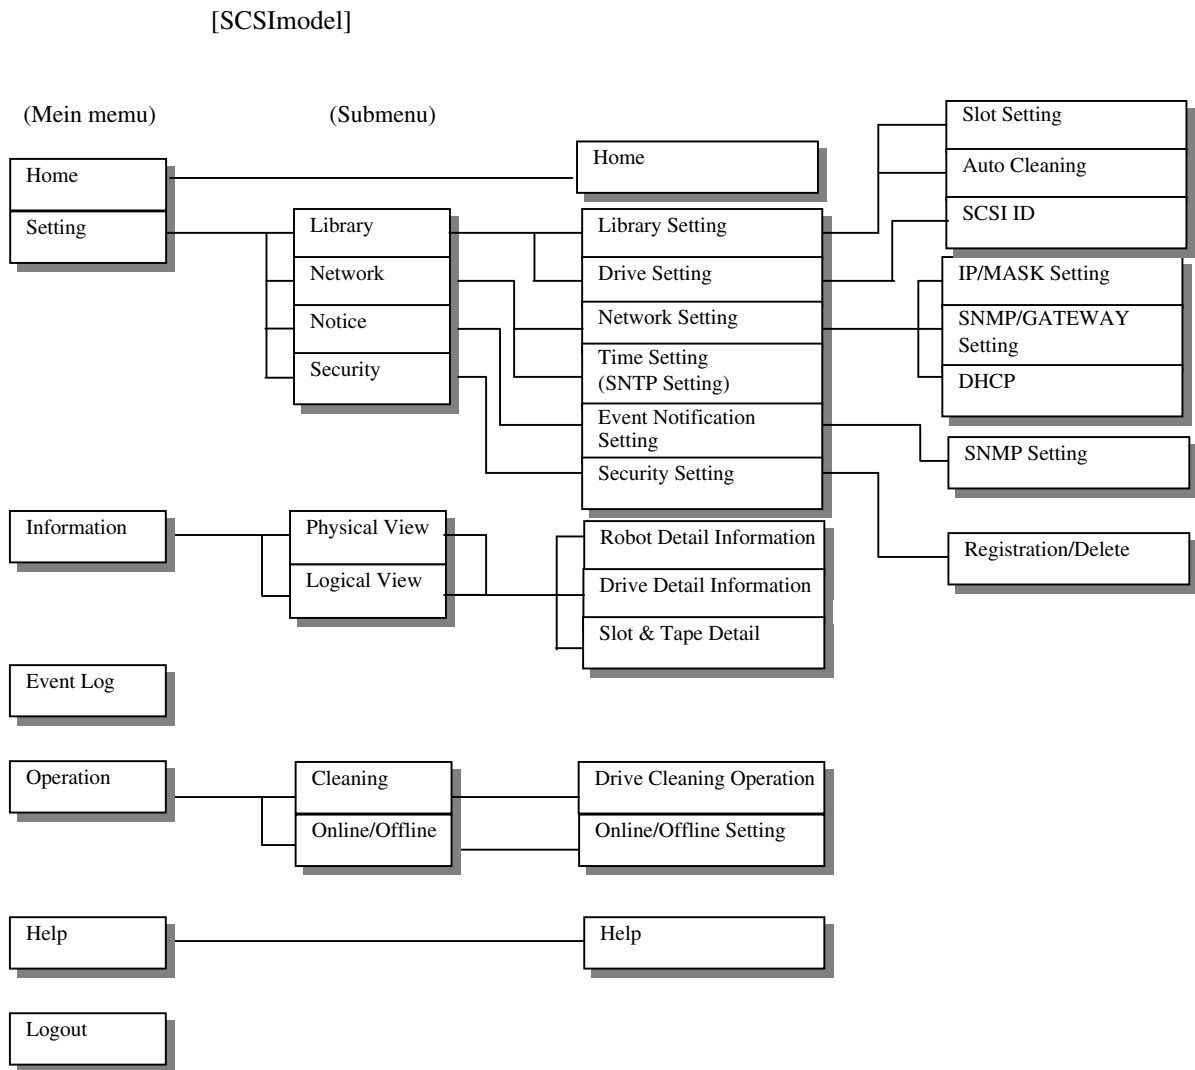 [SCSImodel]
(Mein memu)
(Submenu)
Home
Setting
Library
Network
Notice
Security
Home
Library Setting
Drive Setting
Network Setting
Time Setting
(SNTP Setting)
Event Notification
Setting
Security Setting
Slot Setting
Auto Cleaning
SCSI ID
IP/MASK Setting
SNMP/GATEWAY
Setting
DHCP
SNMP Setting
Registration/Delete
Information
Physical View
Logical View
Robot Detail Information
Drive Detail Information
Slot & Tape Detail
Event Log
Operation
Cleaning
Online/Offline
Drive Cleaning Operation
Online/Offline Setting
Help
Help
Logout